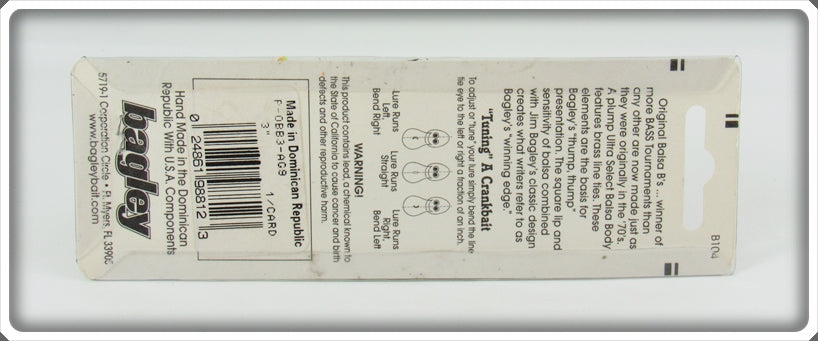 B104
Original Balsa B's ... winner of
more BASS Tournaments than
any other are now made just as
they were originally in the '70's.
A plump Ultra Select Balsa Body
features brass line ties. These
elements are the basis for
Bagley's "thump, thump"
presentation. The square lip and
sensitivity of balsa, combined
with Jim Bagley's classic design
creates what writers refer to as
Bagley's "winning edge."
"Tuning" A Crankbait
To adjust or "tune" your lure simply bend the line
tie eye to the left or right a fraction of an inch.
Lure Runs
Left,
Bend Right
Lure Runs
Straight
Lure Runs
Right,
Bend Left
WARNING!
This product contains lead, a chemical known to
the State of California to cause cancer and birth
defects and other reproductive harm.
Made in Dominican Republic
P-OBB3-AG9
3"
1/CARD
0 24861 98812 3
Hand Made in the Dominican
Republic With U.S.A. Components
bagley
5719-1 Corporation Circle • Ft. Myers, FL 33905
www.bagleybait.com